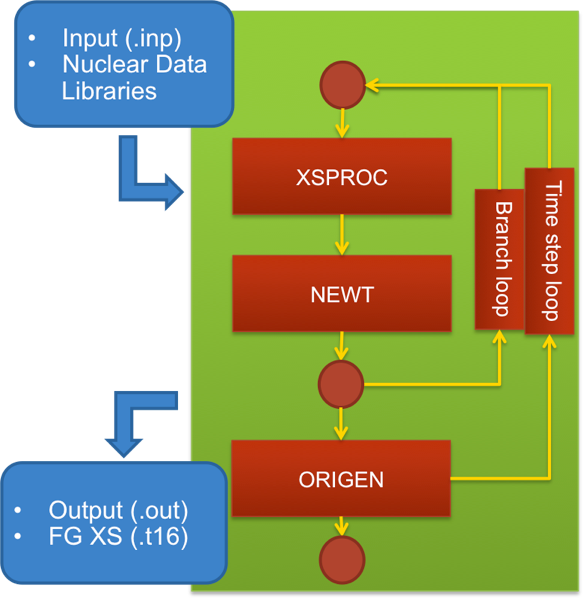 • Input (.inp)
• Nuclear Data
Libraries
XSPROC
NEWT
Branch loop
Time step loop
ORIGEN
• Output (.out)
• FG XS (.t16)